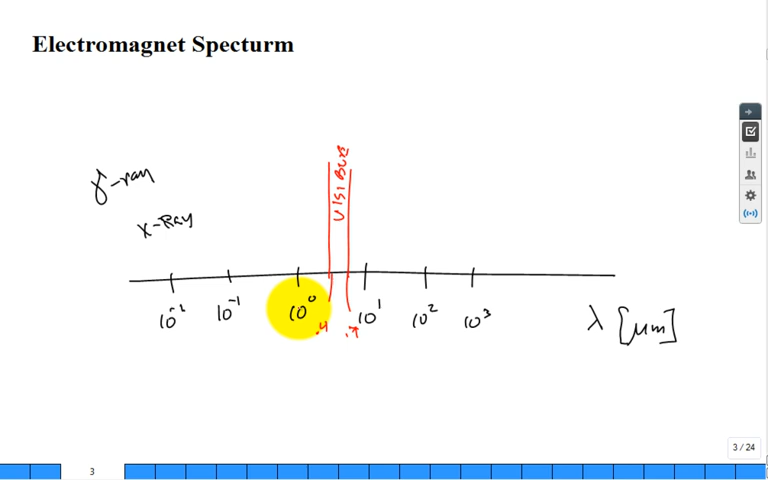 Electromagnet Specturm
VISIBLE
γ-ray
X-RAY
10⁻² 10⁻¹ 10⁰ 10¹ 10² 10³ λ [μm]
.4 .7
3 / 24
3